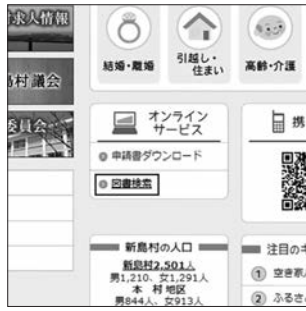 求人情報
結婚・離婚
引越し・
住まい
高齢・介護
村議会
委員会
オンライン
サービス
携
申請書ダウンロード
図書検索
新島村の人口
注目のキ
新島村2,501人
男1,210、女1,291人
本 村 地区
男844人、女913人
① 空き家
② ふるさ